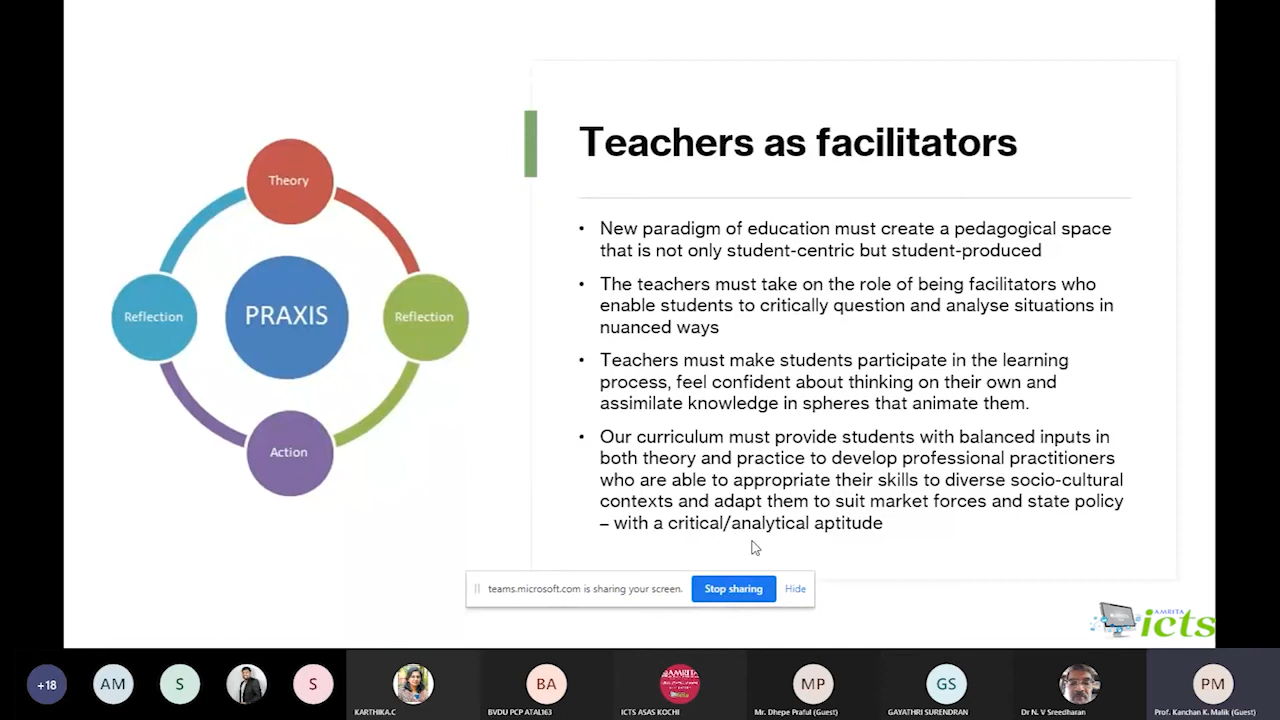 Teachers as facilitators
Theory
Reflection
PRAXIS
Reflection
Action
• New paradigm of education must create a pedagogical space
that is not only student-centric but student-produced
• The teachers must take on the role of being facilitators who
enable students to critically question and analyse situations in
nuanced ways
• Teachers must make students participate in the learning
process, feel confident about thinking on their own and
assimilate knowledge in spheres that animate them.
• Our curriculum must provide students with balanced inputs in
both theory and practice to develop professional practitioners
who are able to appropriate their skills to diverse socio-cultural
contexts and adapt them to suit market forces and state policy
– with a critical/analytical aptitude
teams.microsoft.com is sharing your screen. Stop sharing Hide
AMRITA
icts
+18
AM
S
S
KARTHIKA.C
BA
BVDU PCP ATAL163
AMRITA
ICTS ASAS KOCHI
MP
Mr. Dhepe Praful (Guest)
GS
GAYATHRI SURENDRAN
Dr N. V Sreedharan
PM
Prof. Kanchan K. Malik (Guest)